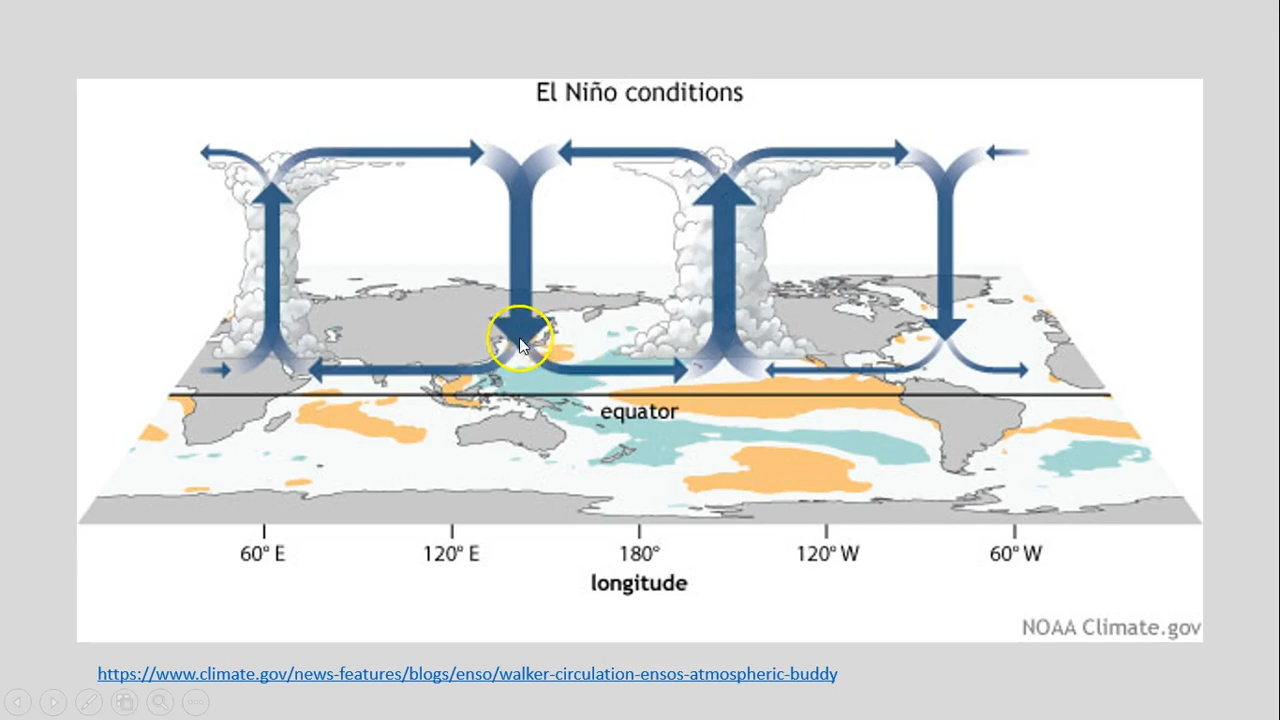 El Niño conditions
equator
60° E 120° E 180° 120° W 60° W
longitude
NOAA Climate.gov
https://www.climate.gov/news-features/blogs/enso/walker-circulation-ensos-atmospheric-buddy